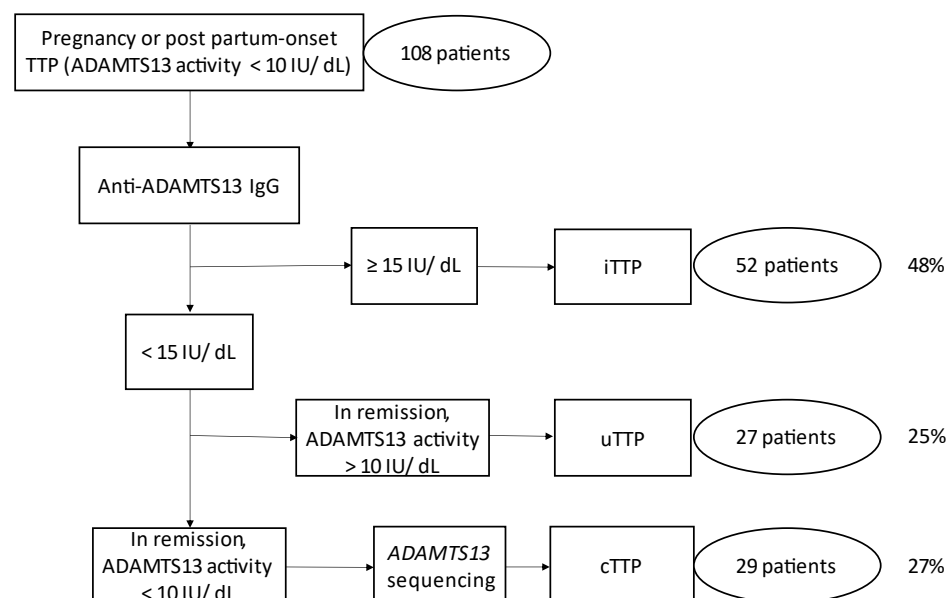 Pregnancy or post partum-onset
TTP (ADAMTS13 activity < 10 IU/ dL)
108 patients
Anti-ADAMTS13 IgG
≥ 15 IU/ dL
iTTP
52 patients
48%
< 15 IU/ dL
In remission,
ADAMTS13 activity
> 10 IU/ dL
uTTP
27 patients
25%
In remission,
ADAMTS13 activity
< 10 IU/ dL
ADAMTS13
sequencing
cTTP
29 patients
27%